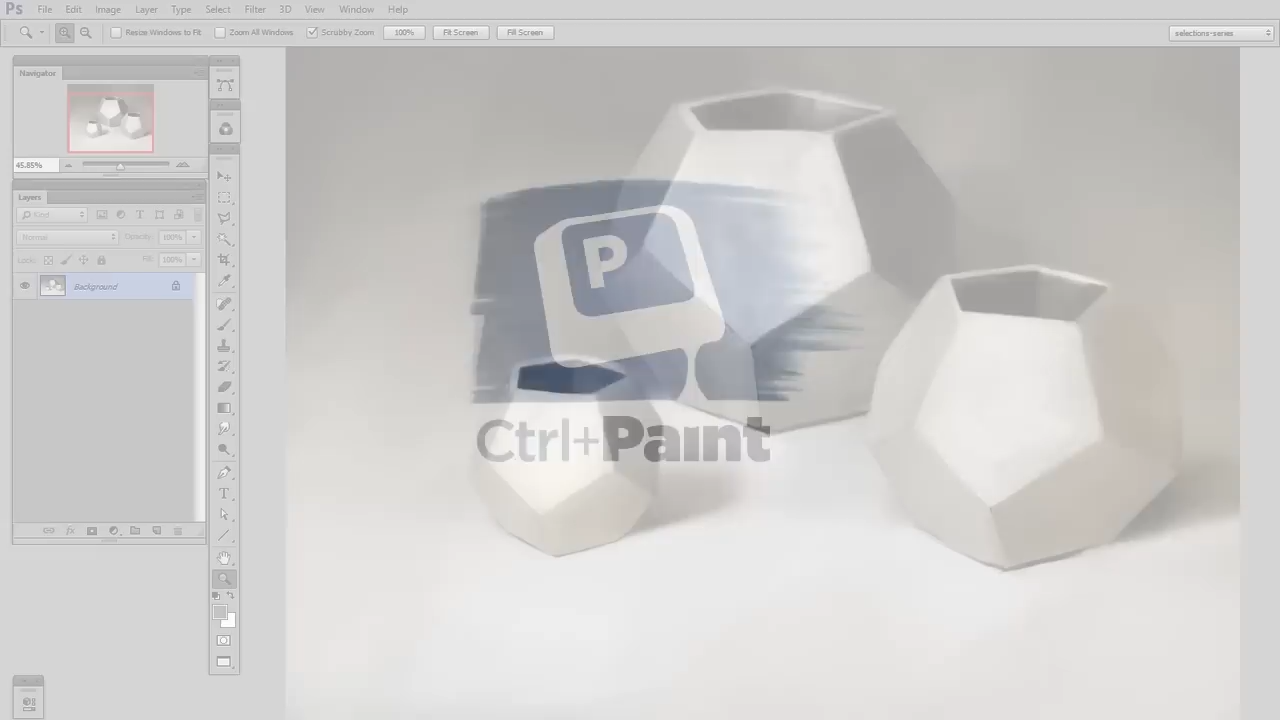 Ps File Edit Image Layer Type Select Filter 3D View Window Help
Resize Windows to Fit Zoom All Windows Scrubby Zoom 100% Fit Screen Fill Screen selections-series
Navigator
45.85%
Layers
Kind
Normal Opacity: 100%
Lock: Fill: 100%
Background
P
Ctrl+Paint